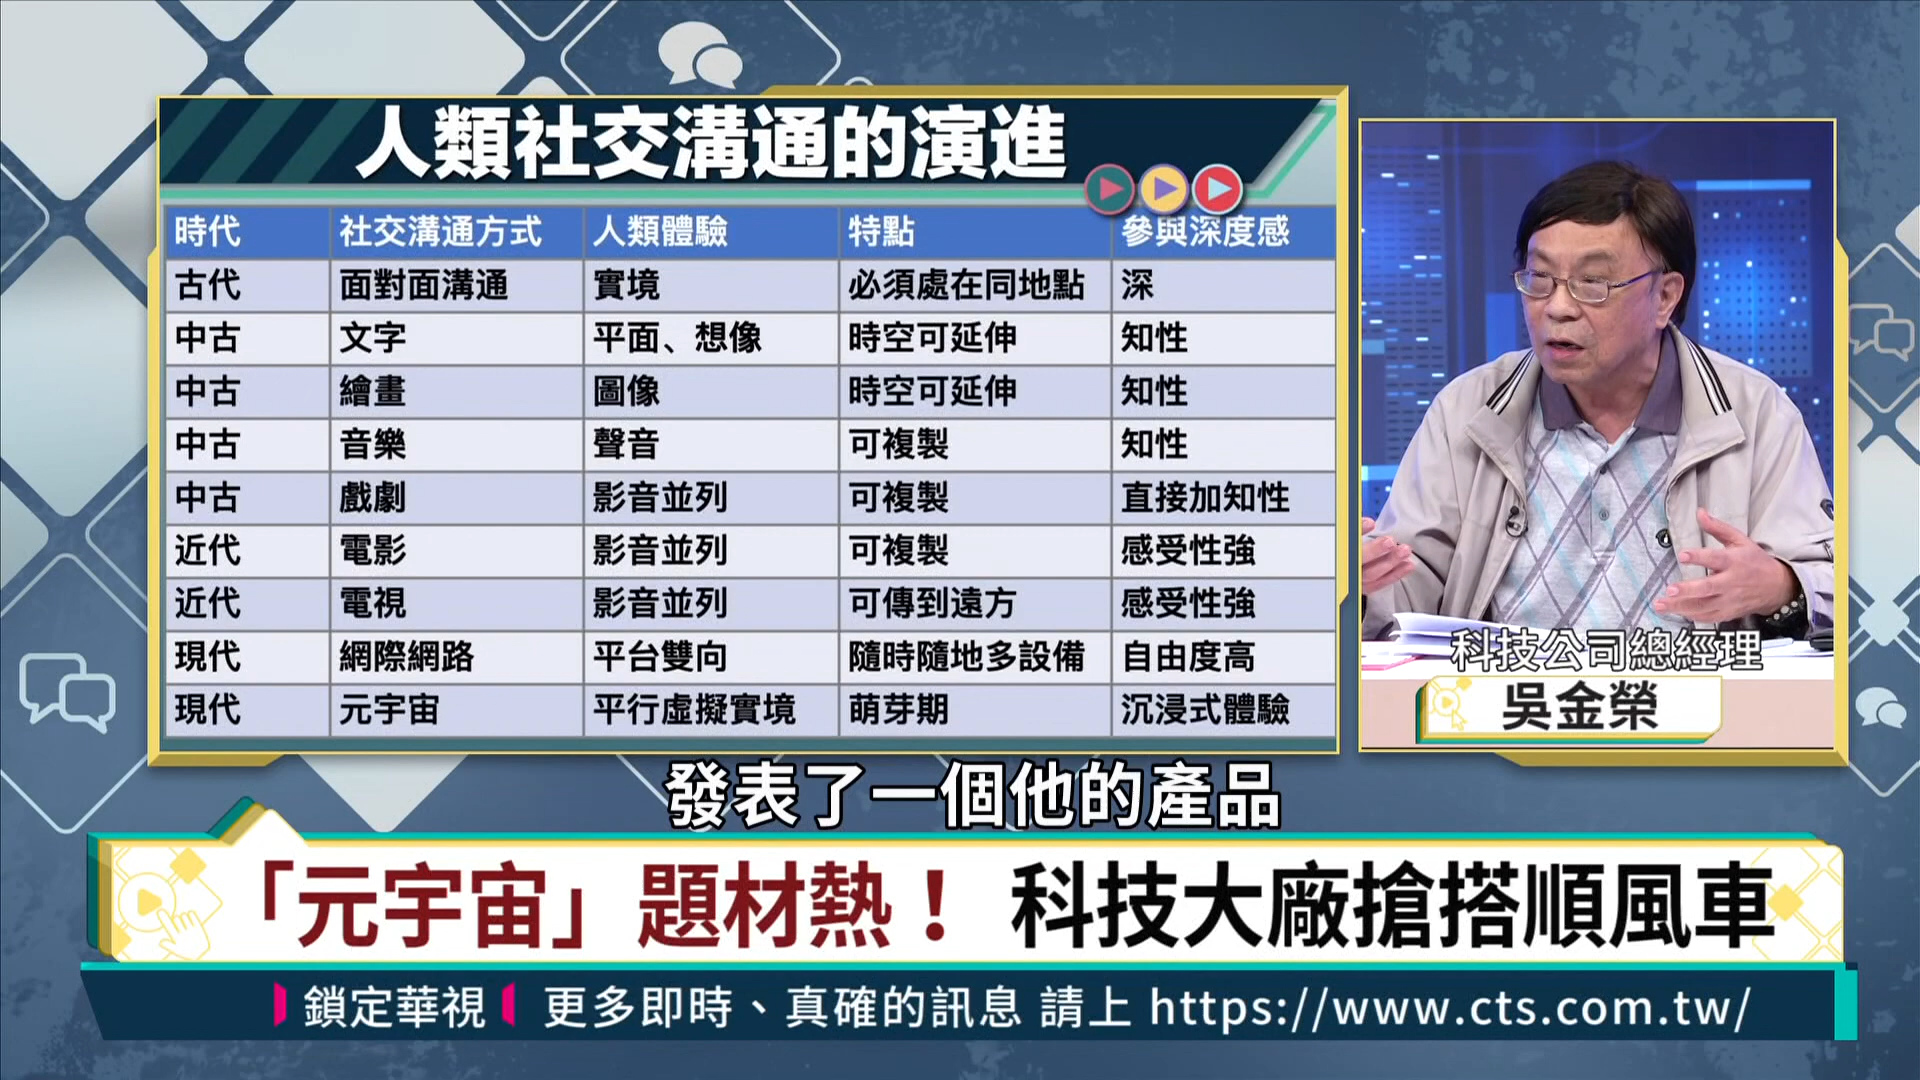 人類社交溝通的演進
時代 社交溝通方式 人類體驗 特點 參與深度感
古代 面對面溝通 實境 必須處在同地點 深
中古 文字 平面、想像 時空可延伸 知性
中古 繪畫 圖像 時空可延伸 知性
中古 音樂 聲音 可複製 知性
中古 戲劇 影音並列 可複製 直接加知性
近代 電影 影音並列 可複製 感受性強
近代 電視 影音並列 可傳到遠方 感受性強
現代 網際網路 平台雙向 隨時隨地多設備 自由度高
現代 元宇宙 平行虛擬實境 萌芽期 沉浸式體驗
科技公司總經理
吳金榮
發表了一個他的產品
「元宇宙」題材熱！ 科技大廠搶搭順風車
鎖定華視 更多即時、真確的訊息 請上 https://www.cts.com.tw/